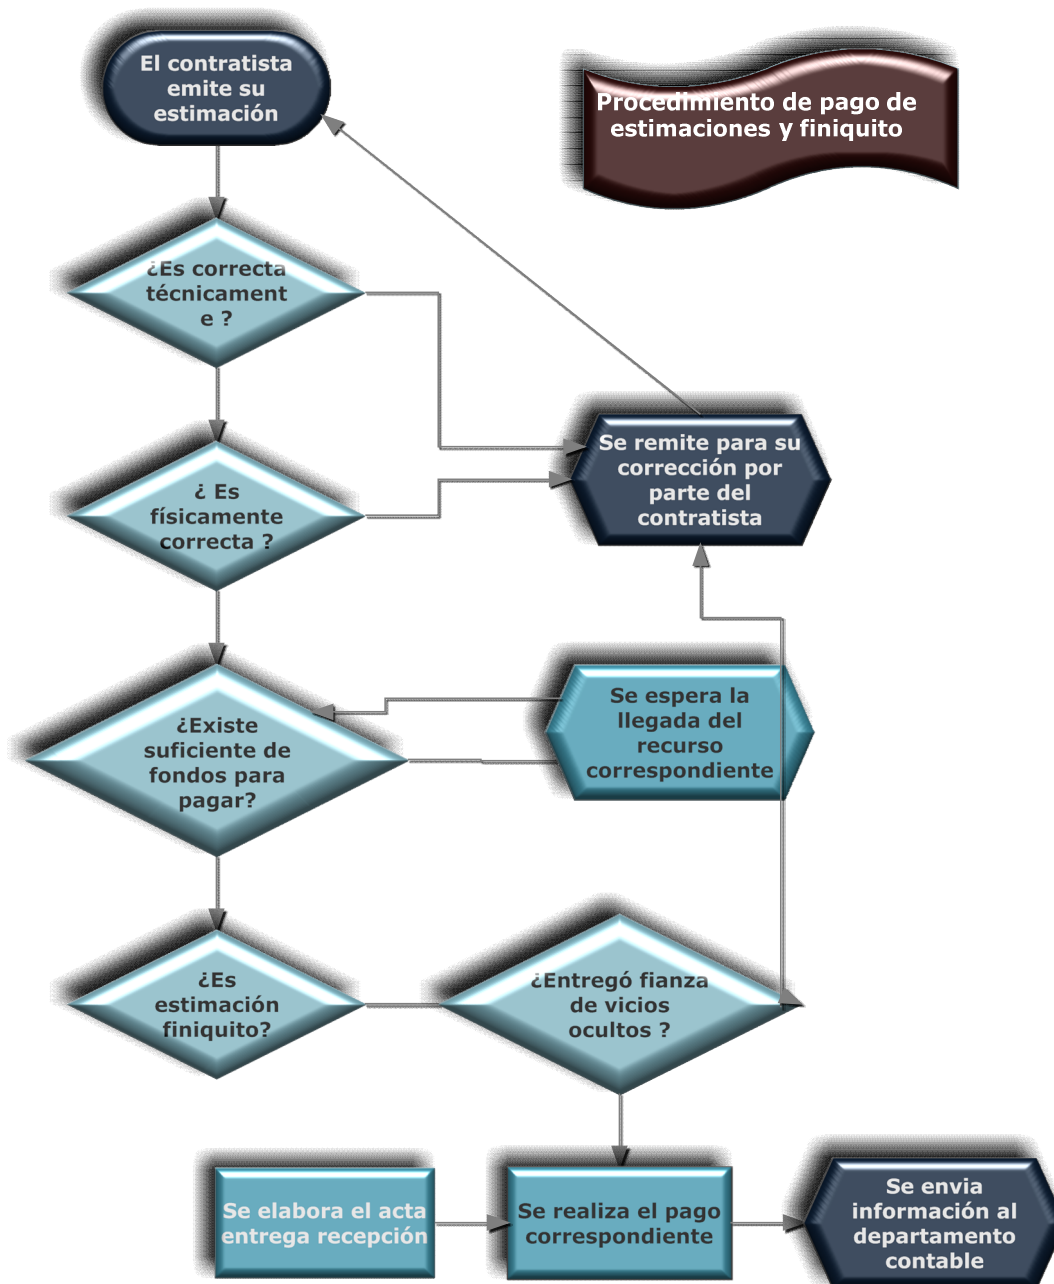 El contratista
emite su
estimación
Procedimiento de pago de
estimaciones y finiquito
¿Es correcta
técnicament
e ?
Se remite para su
corrección por
parte del
contratista
¿ Es
físicamente
correcta ?
Se espera la
llegada del
recurso
correspondiente
¿Existe
suficiente de
fondos para
pagar?
¿Es
estimación
finiquito?
¿Entregó fianza
de vicios
ocultos ?
Se elabora el acta
entrega recepción
Se realiza el pago
correspondiente
Se envia
información al
departamento
contable